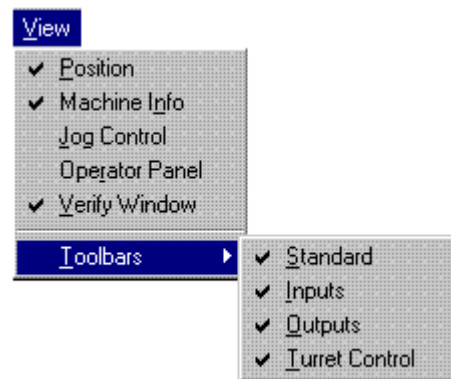 View
Position
Machine Info
Jog Control
Operator Panel
Verify Window
Toolbars
Standard
Inputs
Outputs
Turret Control